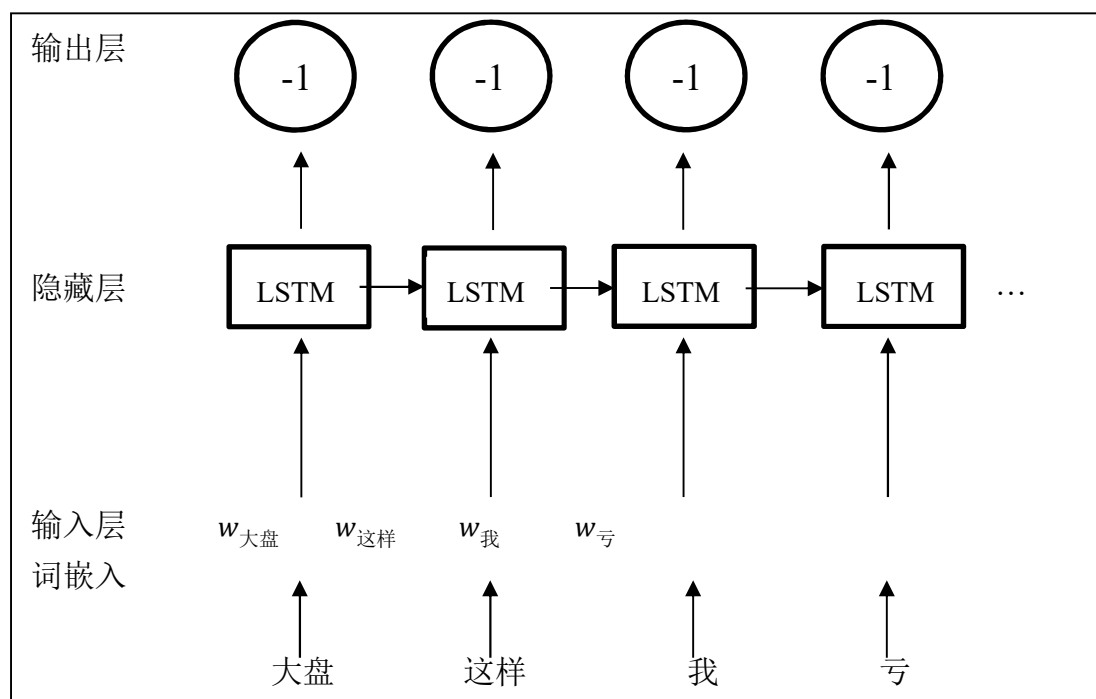 输出层 -1 -1 -1 -1
隐藏层 LSTM LSTM LSTM LSTM …
输入层 w大盘 w这样 w我 w亏
词嵌入
大盘 这样 我 亏